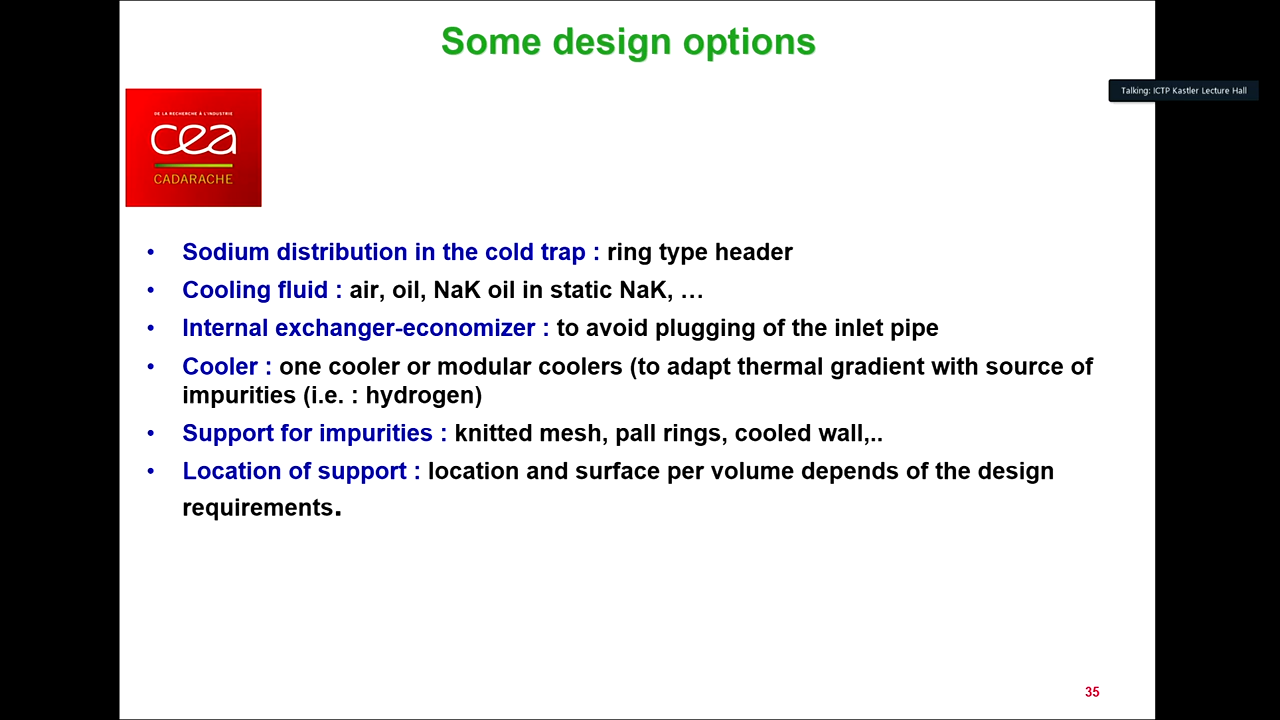 Some design options
Talking: ICTP Kastler Lecture Hall
DE LA RECHERCHE À L'INDUSTRIE
cea
CADARACHE
• Sodium distribution in the cold trap : ring type header
• Cooling fluid : air, oil, NaK oil in static NaK, …
• Internal exchanger-economizer : to avoid plugging of the inlet pipe
• Cooler : one cooler or modular coolers (to adapt thermal gradient with source of
impurities (i.e. : hydrogen)
• Support for impurities : knitted mesh, pall rings, cooled wall,..
• Location of support : location and surface per volume depends of the design
requirements.
35